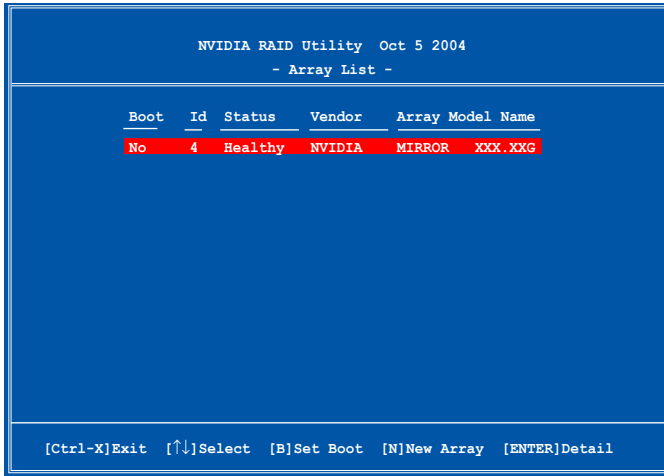 NVIDIA RAID Utility Oct 5 2004
- Array List -
Boot Id Status Vendor Array Model Name
No 4 Healthy NVIDIA MIRROR XXX.XXG
[Ctrl-X]Exit [↑↓]Select [B]Set Boot [N]New Array [ENTER]Detail